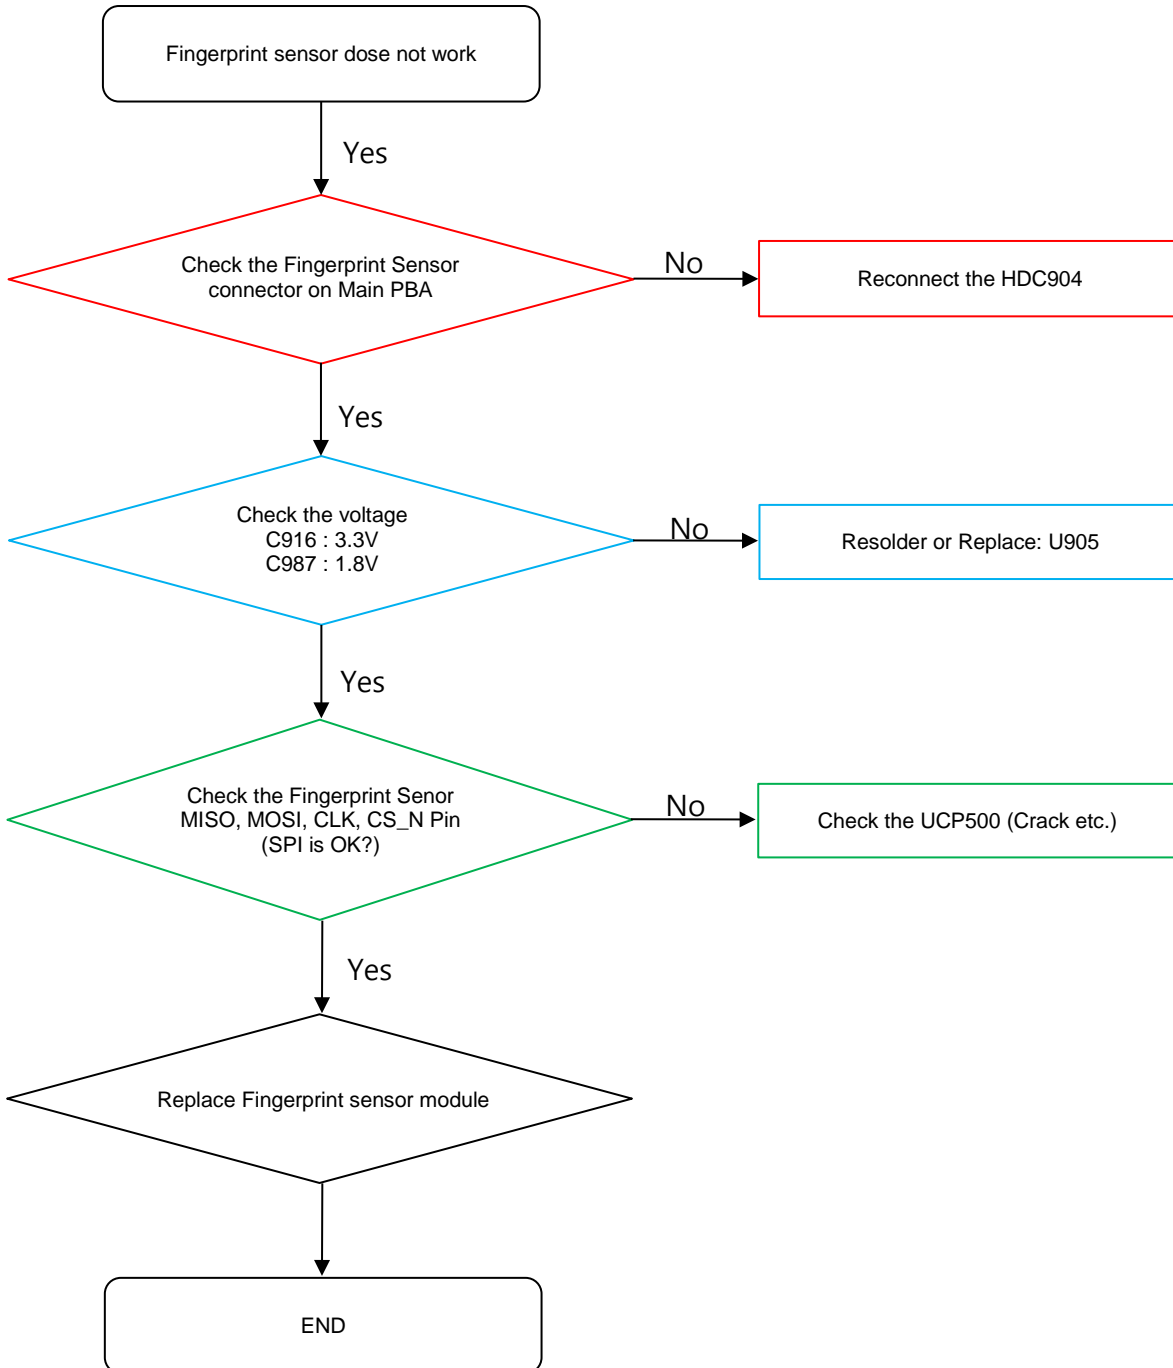 Fingerprint sensor dose not work
Yes
Check the Fingerprint Sensor
connector on Main PBA
No
Reconnect the HDC904
Yes
Check the voltage
C916 : 3.3V
C987 : 1.8V
No
Resolder or Replace: U905
Yes
Check the Fingerprint Senor
MISO, MOSI, CLK, CS_N Pin
(SPI is OK?)
No
Check the UCP500 (Crack etc.)
Yes
Replace Fingerprint sensor module
END